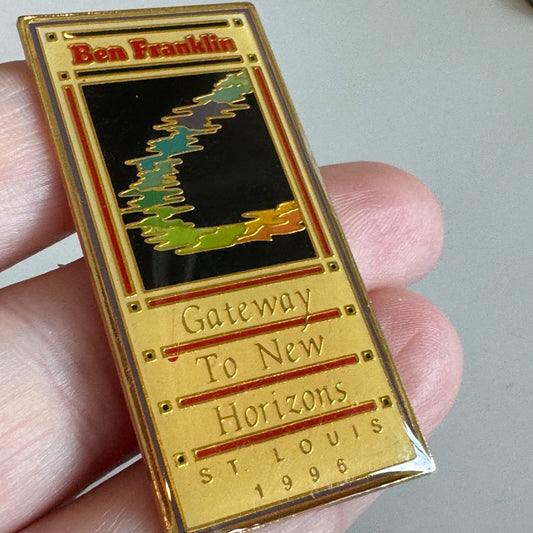 Ben Franklin
Gateway
To New
Horizons
ST. LOUIS
1996